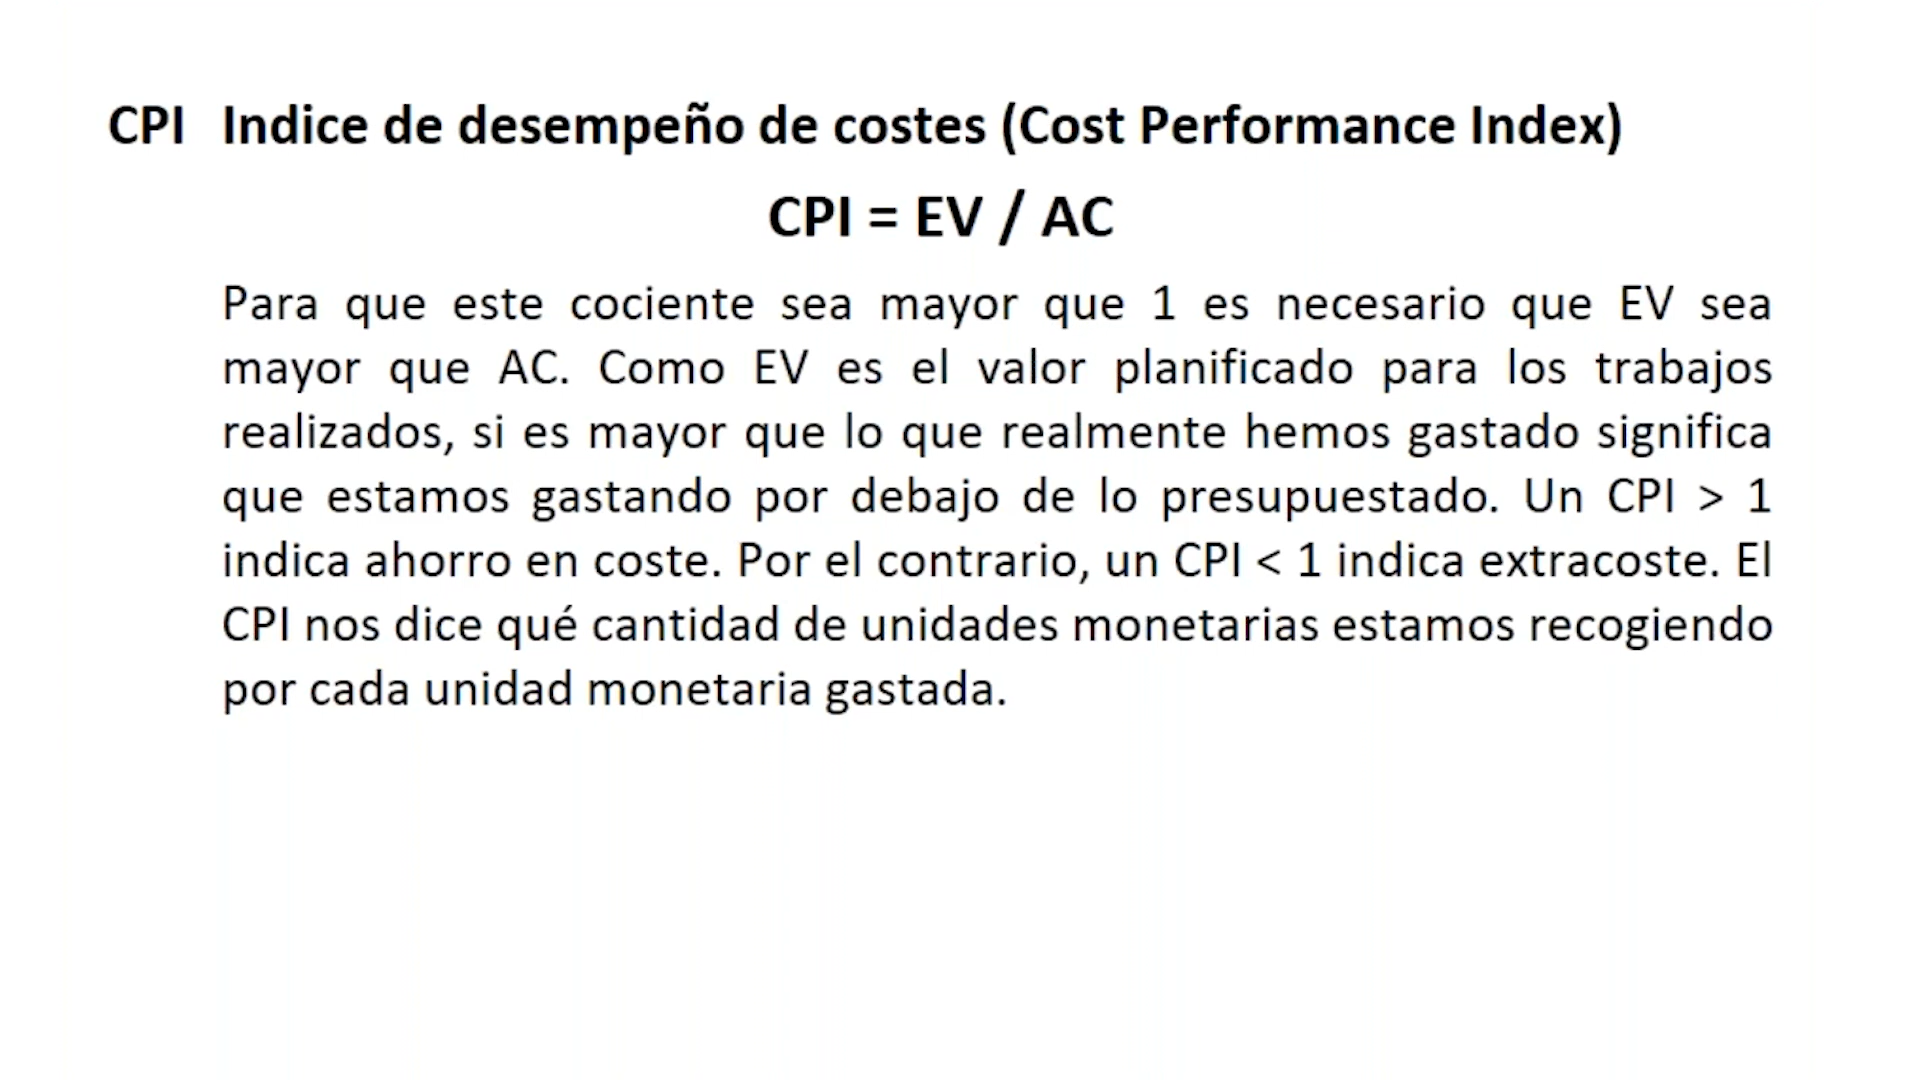 CPI Indice de desempeño de costes (Cost Performance Index)
CPI = EV / AC
Para que este cociente sea mayor que 1 es necesario que EV sea
mayor que AC. Como EV es el valor planificado para los trabajos
realizados, si es mayor que lo que realmente hemos gastado significa
que estamos gastando por debajo de lo presupuestado. Un CPI > 1
indica ahorro en coste. Por el contrario, un CPI < 1 indica extracoste. El
CPI nos dice qué cantidad de unidades monetarias estamos recogiendo
por cada unidad monetaria gastada.